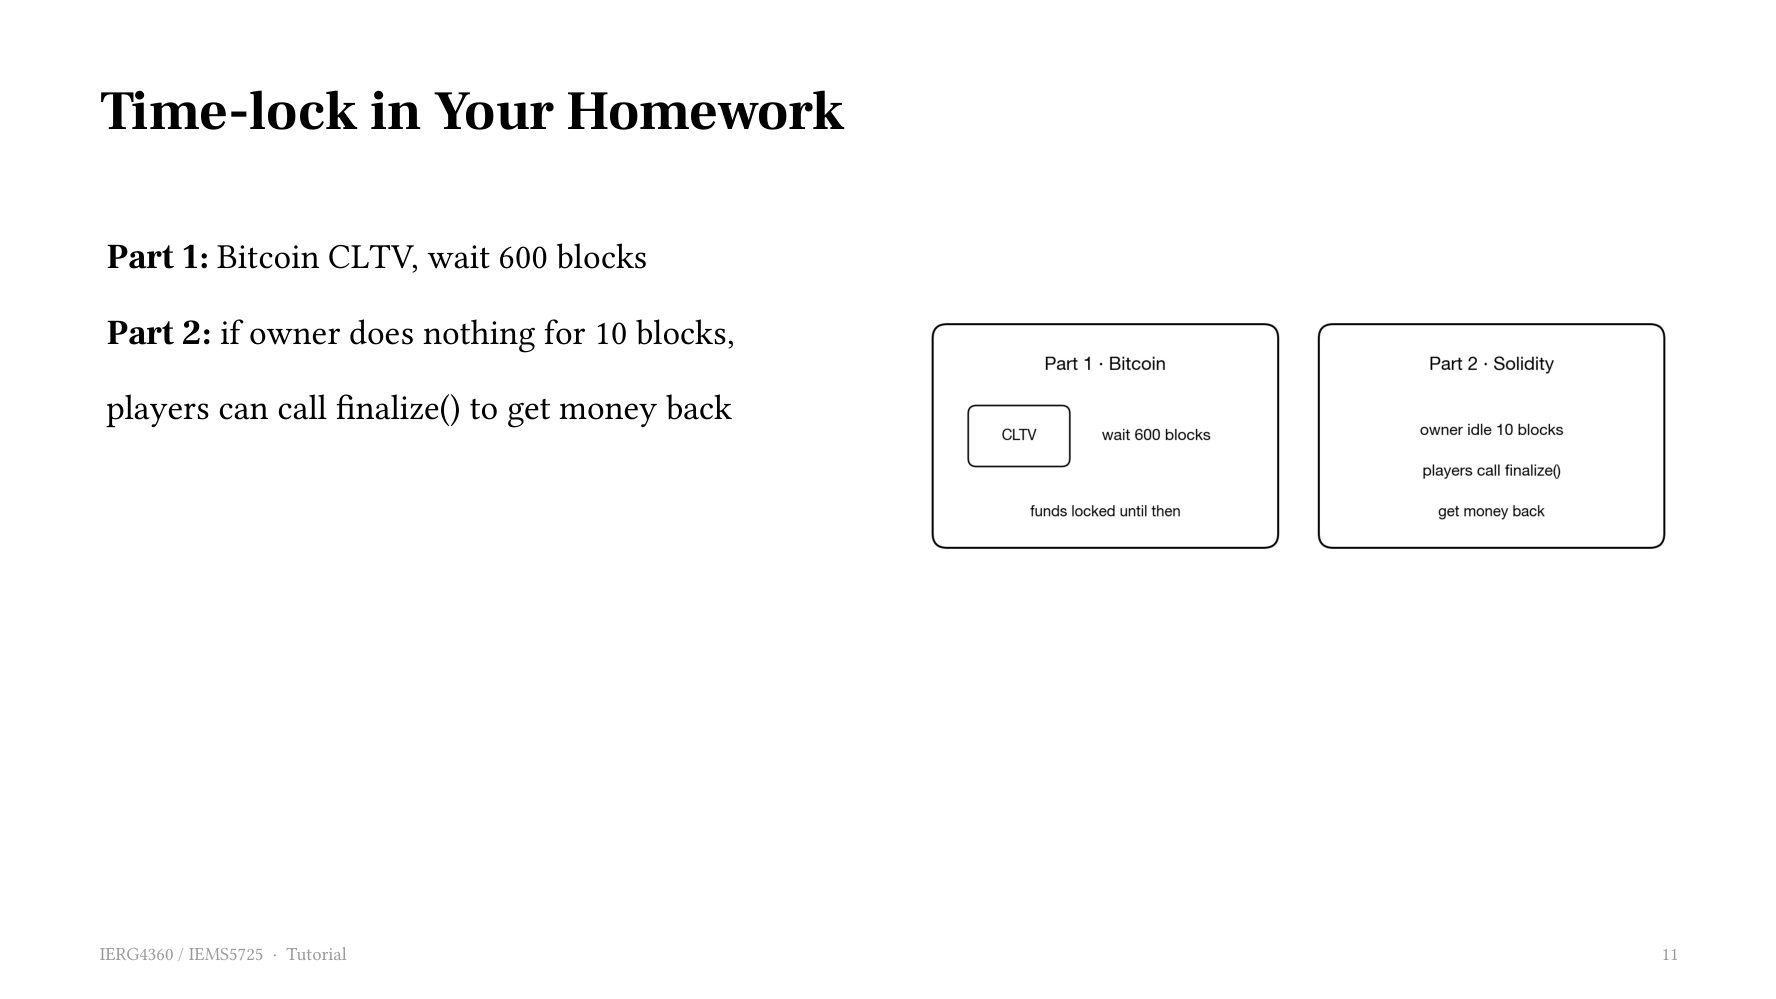 Time-lock in Your Homework
Part 1: Bitcoin CLTV, wait 600 blocks
Part 2: if owner does nothing for 10 blocks,
players can call finalize() to get money back
Part 1 · Bitcoin
CLTV
wait 600 blocks
funds locked until then
Part 2 · Solidity
owner idle 10 blocks
players call finalize()
get money back
IERG4360 / IEMS5725 · Tutorial
11